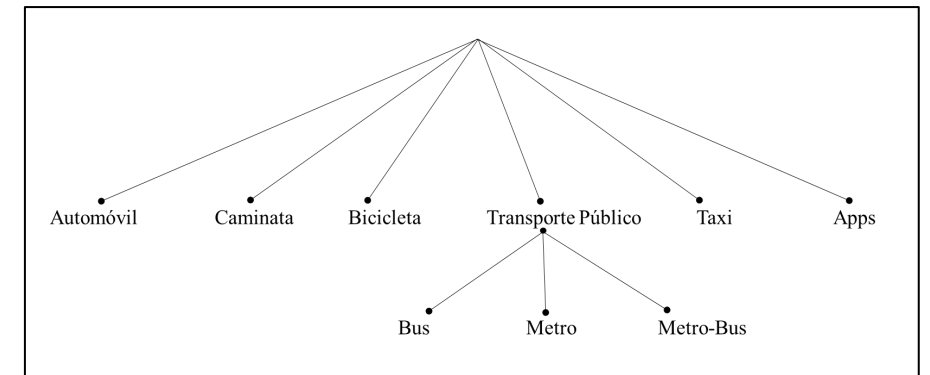 Automóvil Caminata Bicicleta Transporte Público Taxi Apps
Bus Metro Metro-Bus